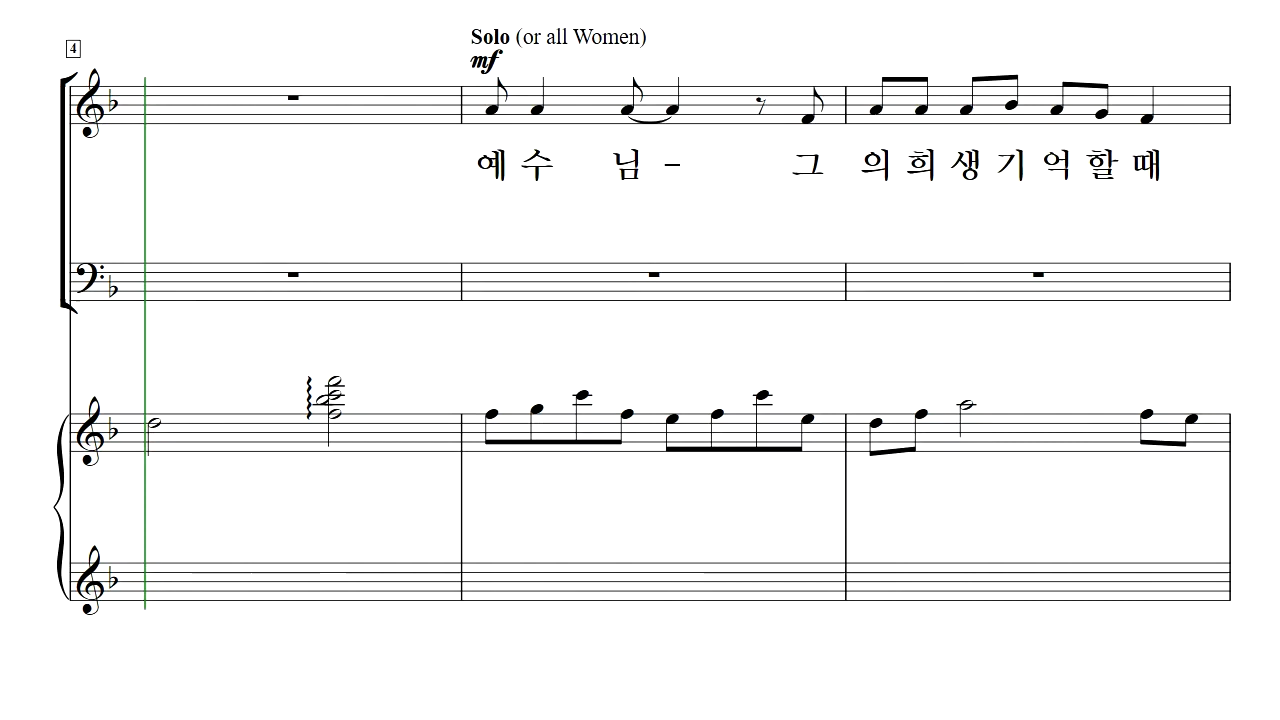 4
Solo (or all Women)
mf
예 수 님 - 그 의 희 생 기 억 할 때